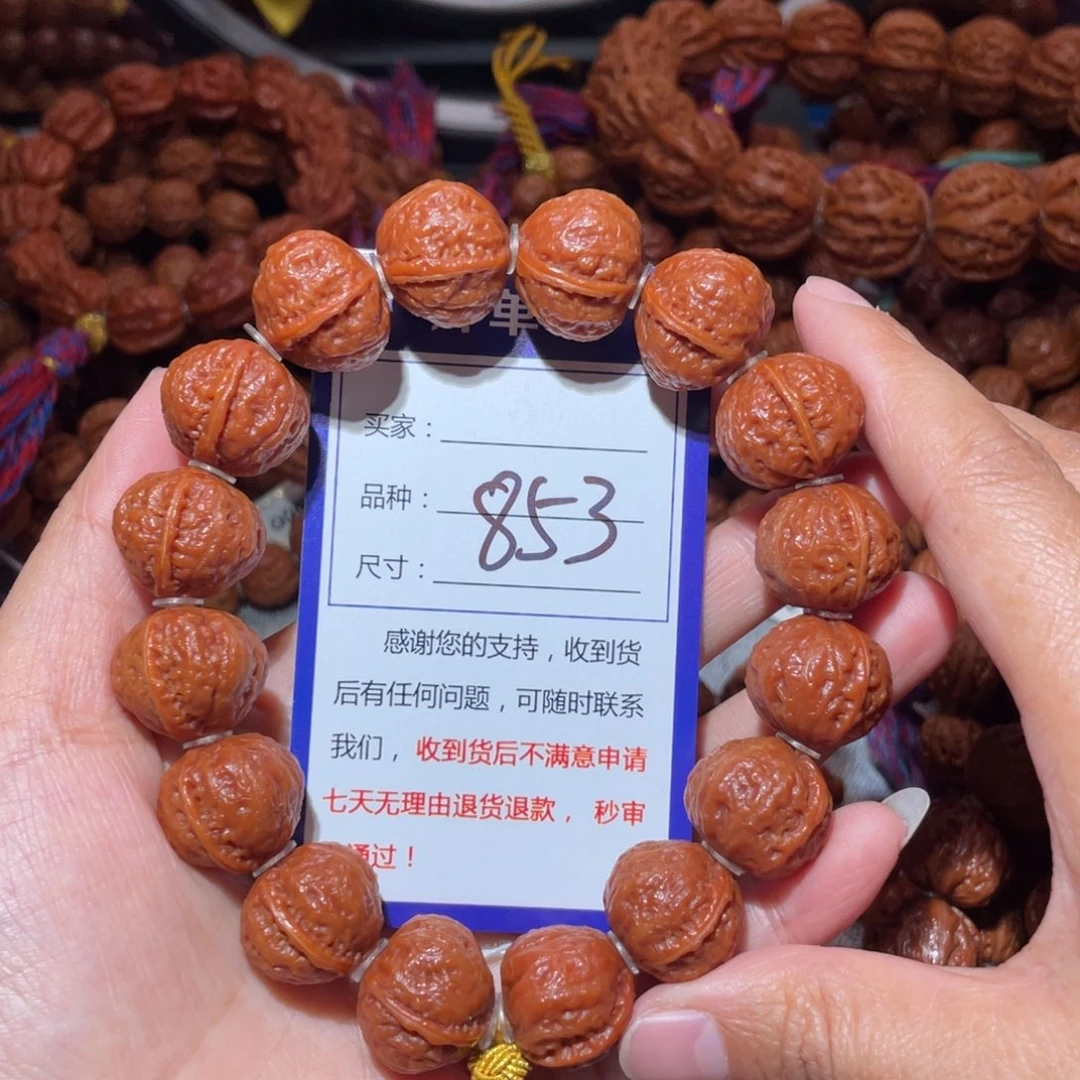 单
买家：
品种：
853
尺寸：
感谢您的支持，收到货
后有任何问题，可随时联系
我们，收到货后不满意申请
七天无理由退货退款，秒审
通过！